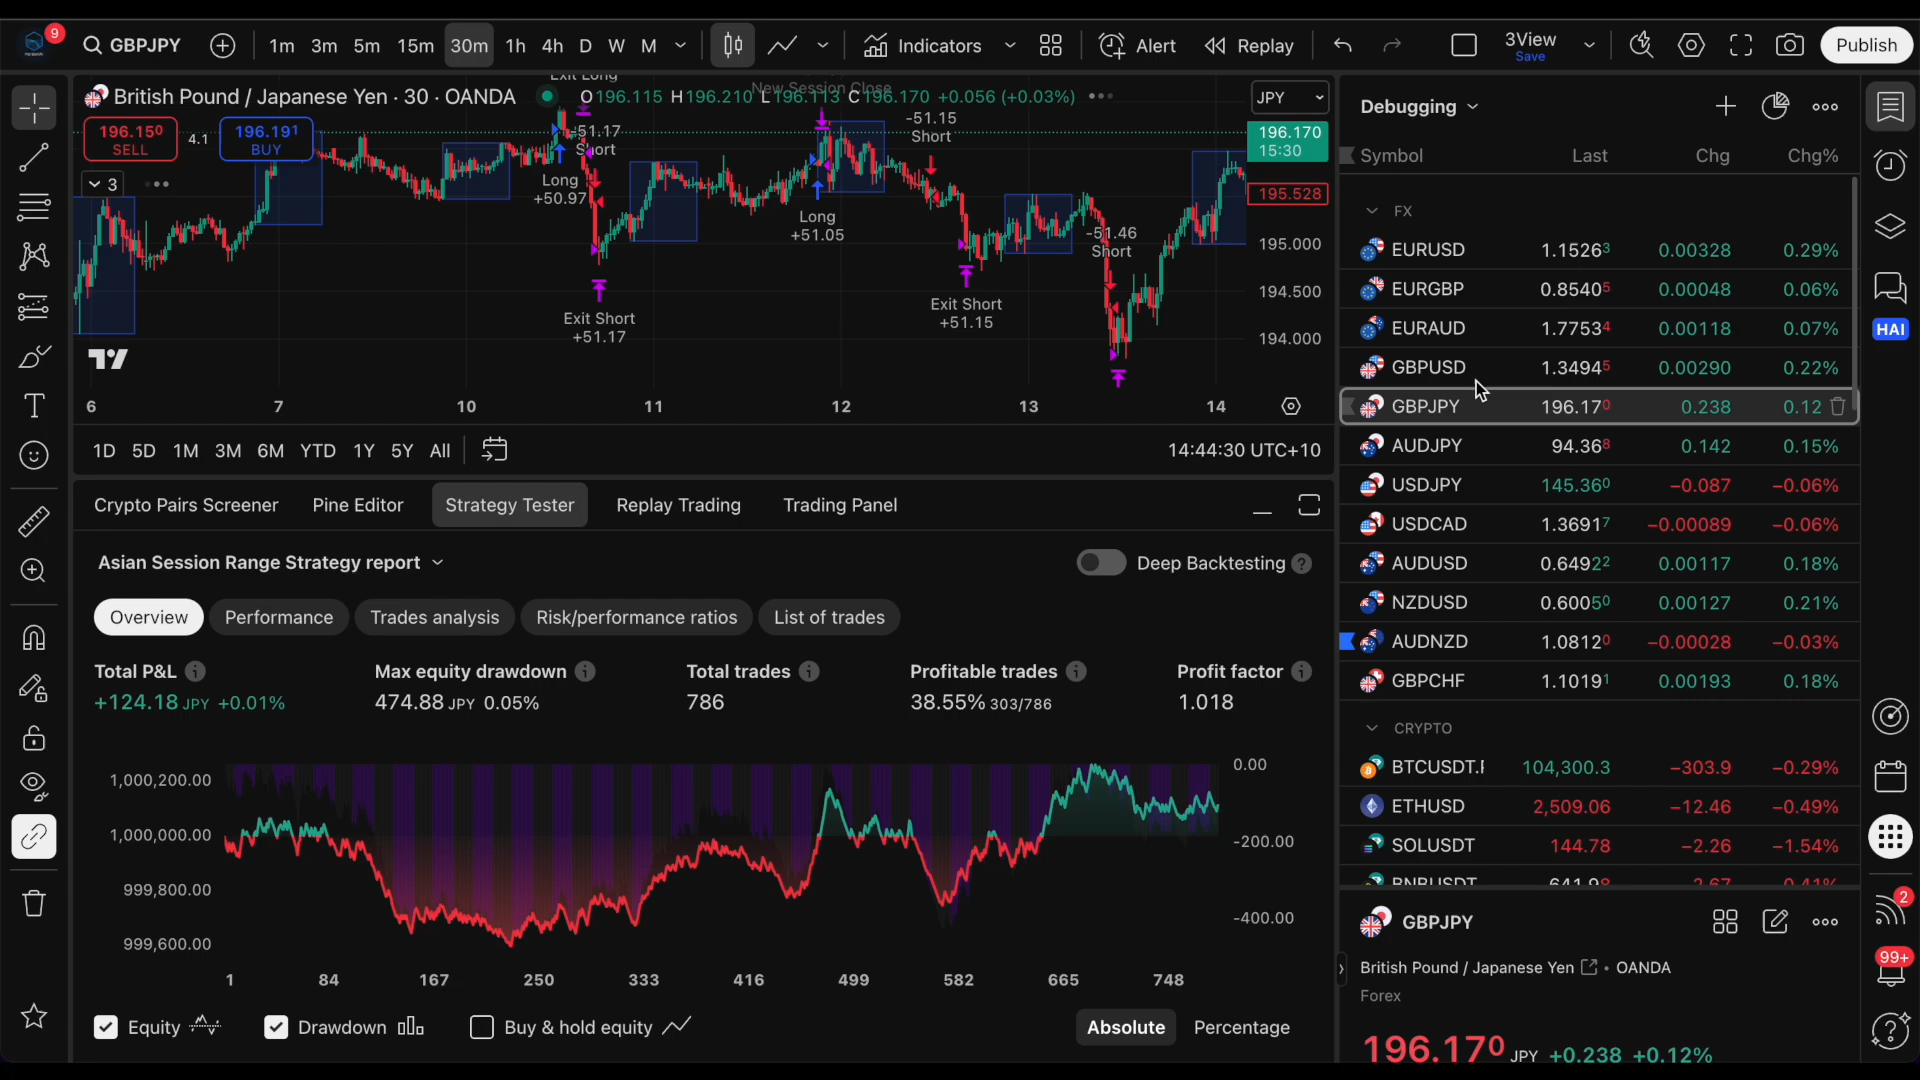 9
GBPJPY
1m 3m 5m 15m 30m 1h 4h D W M
Indicators
Alert
Replay
3View
Save
Publish
British Pound / Japanese Yen · 30 · OANDA
O196.115 H196.210 L196.113 C196.170 +0.056 (+0.03%)
196.150
SELL
4.1
196.191
BUY
3
Exit Long
New Session Close
-51.17
Short
Long
+50.97
Exit Short
+51.17
Long
+51.05
-51.15
Short
Exit Short
+51.15
-51.46
Short
JPY
196.170
15:30
195.528
195.000
194.500
194.000
6 7 10 11 12 13 14
1D 5D 1M 3M 6M YTD 1Y 5Y All
14:44:30 UTC+10
Crypto Pairs Screener
Pine Editor
Strategy Tester
Replay Trading
Trading Panel
Asian Session Range Strategy report
Deep Backtesting
Overview
Performance
Trades analysis
Risk/performance ratios
List of trades
Total P&L
+124.18 JPY +0.01%
Max equity drawdown
474.88 JPY 0.05%
Total trades
786
Profitable trades
38.55% 303/786
Profit factor
1.018
1,000,200.00
1,000,000.00
999,800.00
999,600.00
0.00
-200.00
-400.00
1 84 167 250 333 416 499 582 665 748
Equity
Drawdown
Buy & hold equity
Absolute
Percentage
Debugging
Symbol Last Chg Chg%
FX
EURUSD 1.15263 0.00328 0.29%
EURGBP 0.85405 0.00048 0.06%
EURAUD 1.77534 0.00118 0.07%
GBPUSD 1.34945 0.00290 0.22%
GBPJPY 196.170 0.238 0.12
AUDJPY 94.368 0.142 0.15%
USDJPY 145.360 −0.087 −0.06%
USDCAD 1.36917 −0.00089 −0.06%
AUDUSD 0.64922 0.00117 0.18%
NZDUSD 0.60050 0.00127 0.21%
AUDNZD 1.08120 −0.00028 −0.03%
GBPCHF 1.10191 0.00193 0.18%
CRYPTO
BTCUSDT. 104,300.3 −303.9 −0.29%
ETHUSD 2,509.06 −12.46 −0.49%
SOLUSDT 144.78 −2.26 −1.54%
BNBUSDT 641.98 −2.67 −0.41%
GBPJPY
British Pound / Japanese Yen • OANDA
Forex
196.170 JPY +0.238 +0.12%
HAI
2
99+